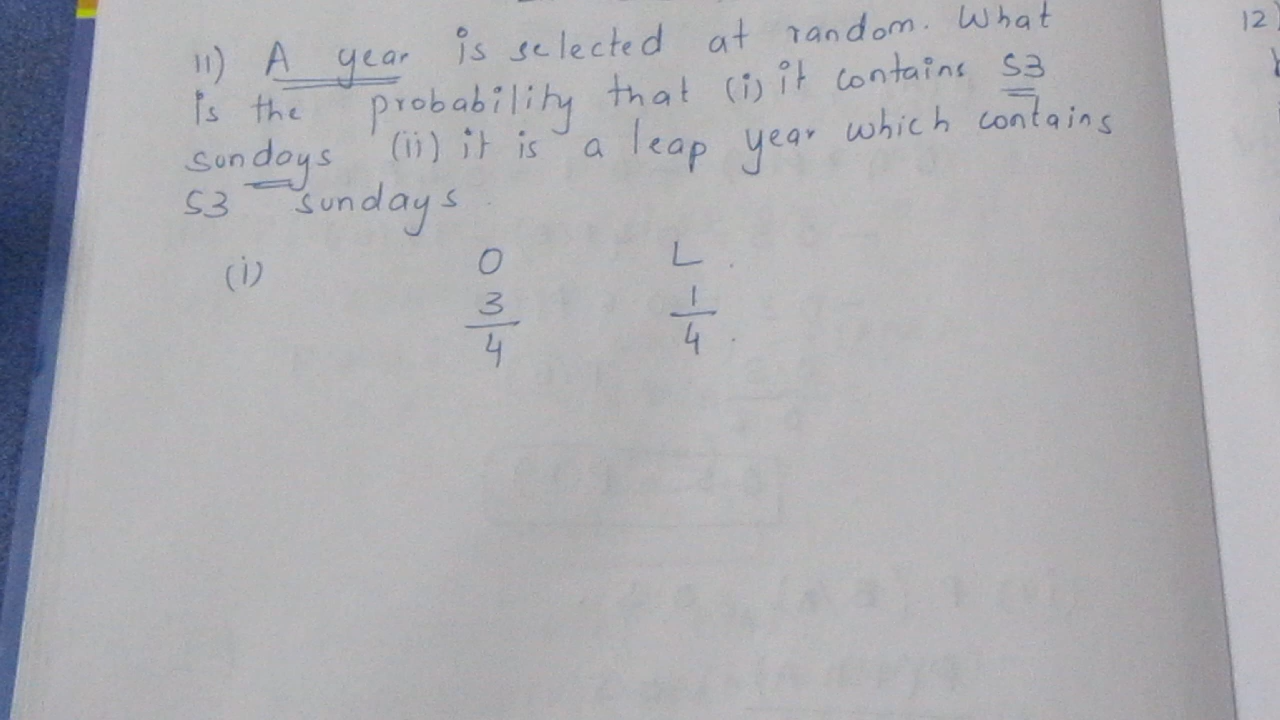 11) A year is selected at random. What
is the probability that (i) it contains 53
sundays (ii) it is a leap year which contains
53 sundays
(i) O L
3/4 1/4
12)